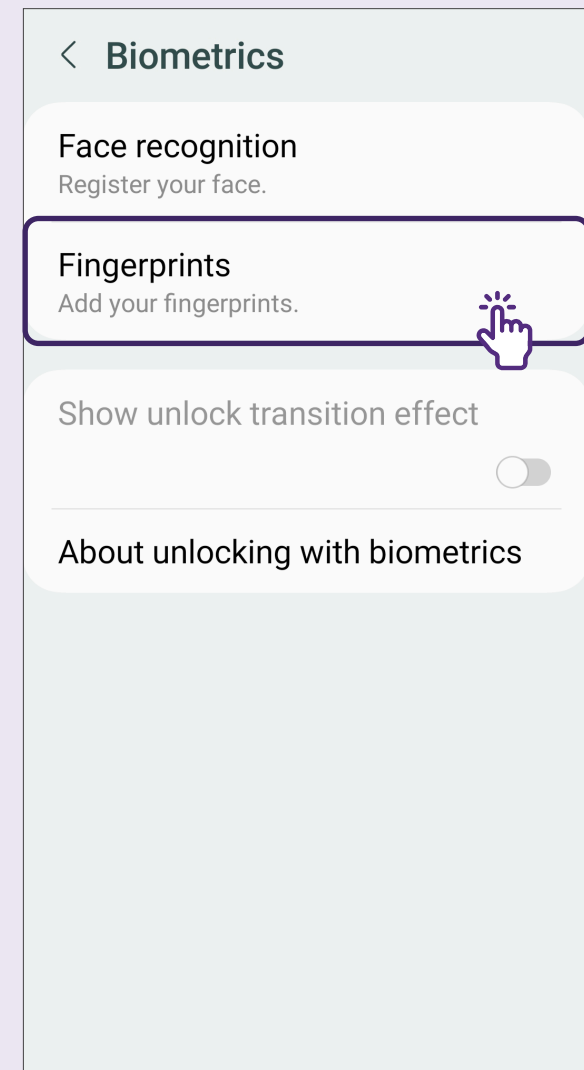 Biometrics
Face recognition
Register your face.
Fingerprints
Add your fingerprints.
Show unlock transition effect
About unlocking with biometrics